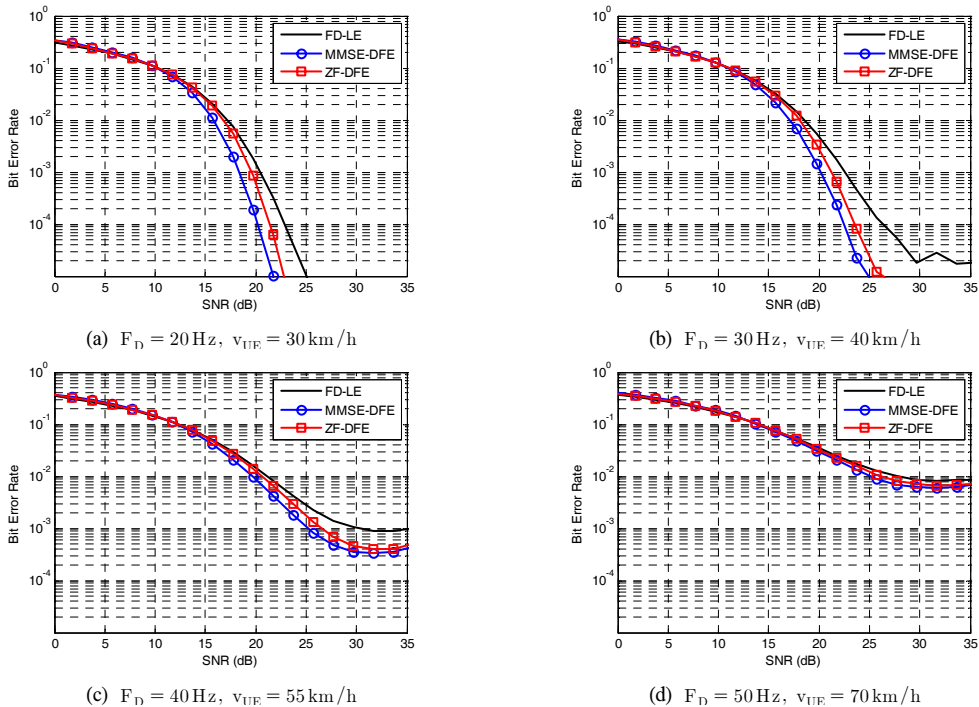 10^0
10^-1
10^-2
10^-3
10^-4
Bit Error Rate
0 5 10 15 20 25 30 35
SNR (dB)
FD-LE
MMSE-DFE
ZF-DFE
(a) F_D = 20 Hz, v_UE = 30 km/h
10^0
10^-1
10^-2
10^-3
10^-4
Bit Error Rate
0 5 10 15 20 25 30 35
SNR (dB)
FD-LE
MMSE-DFE
ZF-DFE
(b) F_D = 30 Hz, v_UE = 40 km/h
10^0
10^-1
10^-2
10^-3
10^-4
Bit Error Rate
0 5 10 15 20 25 30 35
SNR (dB)
FD-LE
MMSE-DFE
ZF-DFE
(c) F_D = 40 Hz, v_UE = 55 km/h
10^0
10^-1
10^-2
10^-3
10^-4
Bit Error Rate
0 5 10 15 20 25 30 35
SNR (dB)
FD-LE
MMSE-DFE
ZF-DFE
(d) F_D = 50 Hz, v_UE = 70 km/h